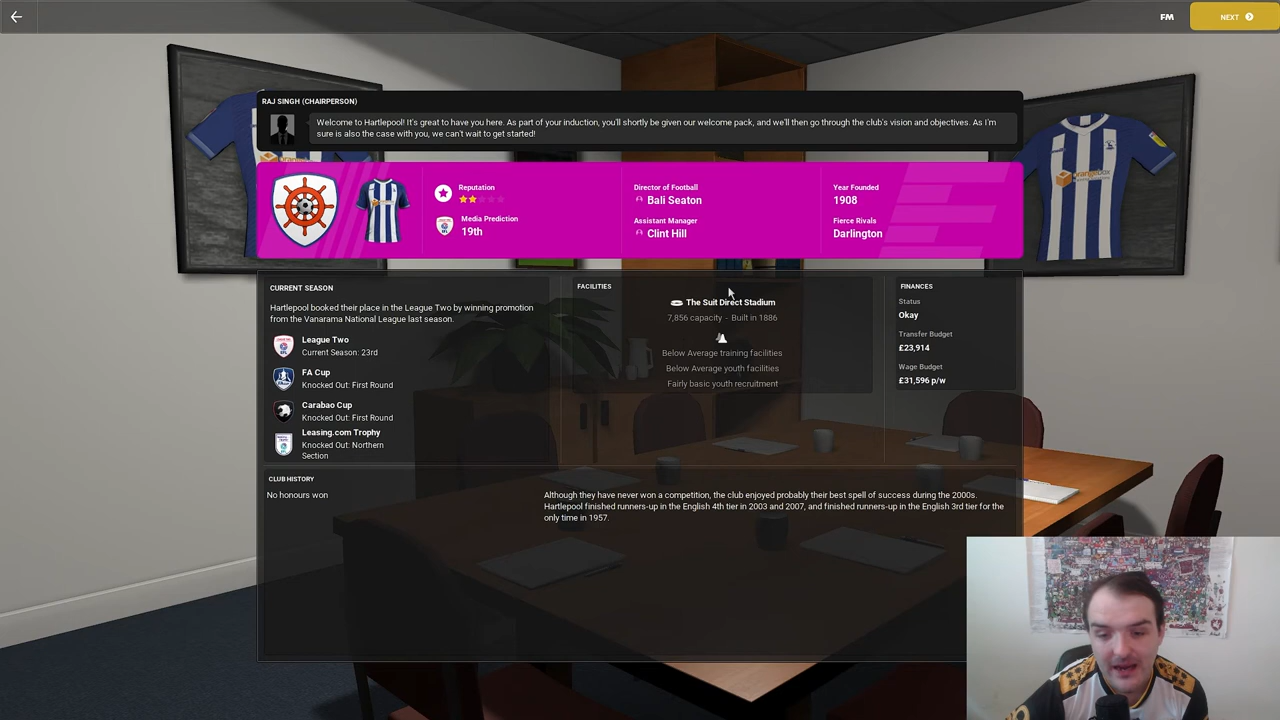 FM
NEXT
RAJ SINGH (CHAIRPERSON)
Welcome to Hartlepool! It's great to have you here. As part of your induction, you'll shortly be given our welcome pack, and we'll then go through the club's vision and objectives. As I'm
sure is also the case with you, we can't wait to get started!
Reputation
Media Prediction
19th
Director of Football
Bali Seaton
Assistant Manager
Clint Hill
Year Founded
1908
Fierce Rivals
Darlington
CURRENT SEASON
Hartlepool booked their place in the League Two by winning promotion
from the Vanarama National League last season.
League Two
Current Season: 23rd
FA Cup
Knocked Out: First Round
Carabao Cup
Knocked Out: First Round
Leasing.com Trophy
Knocked Out: Northern
Section
FACILITIES
The Suit Direct Stadium
7,856 capacity - Built in 1886
Below Average training facilities
Below Average youth facilities
Fairly basic youth recruitment
FINANCES
Status
Okay
Transfer Budget
£23,914
Wage Budget
£31,596 p/w
CLUB HISTORY
No honours won
Although they have never won a competition, the club enjoyed probably their best spell of success during the 2000s.
Hartlepool finished runners-up in the English 4th tier in 2003 and 2007, and finished runners-up in the English 3rd tier for the
only time in 1957.